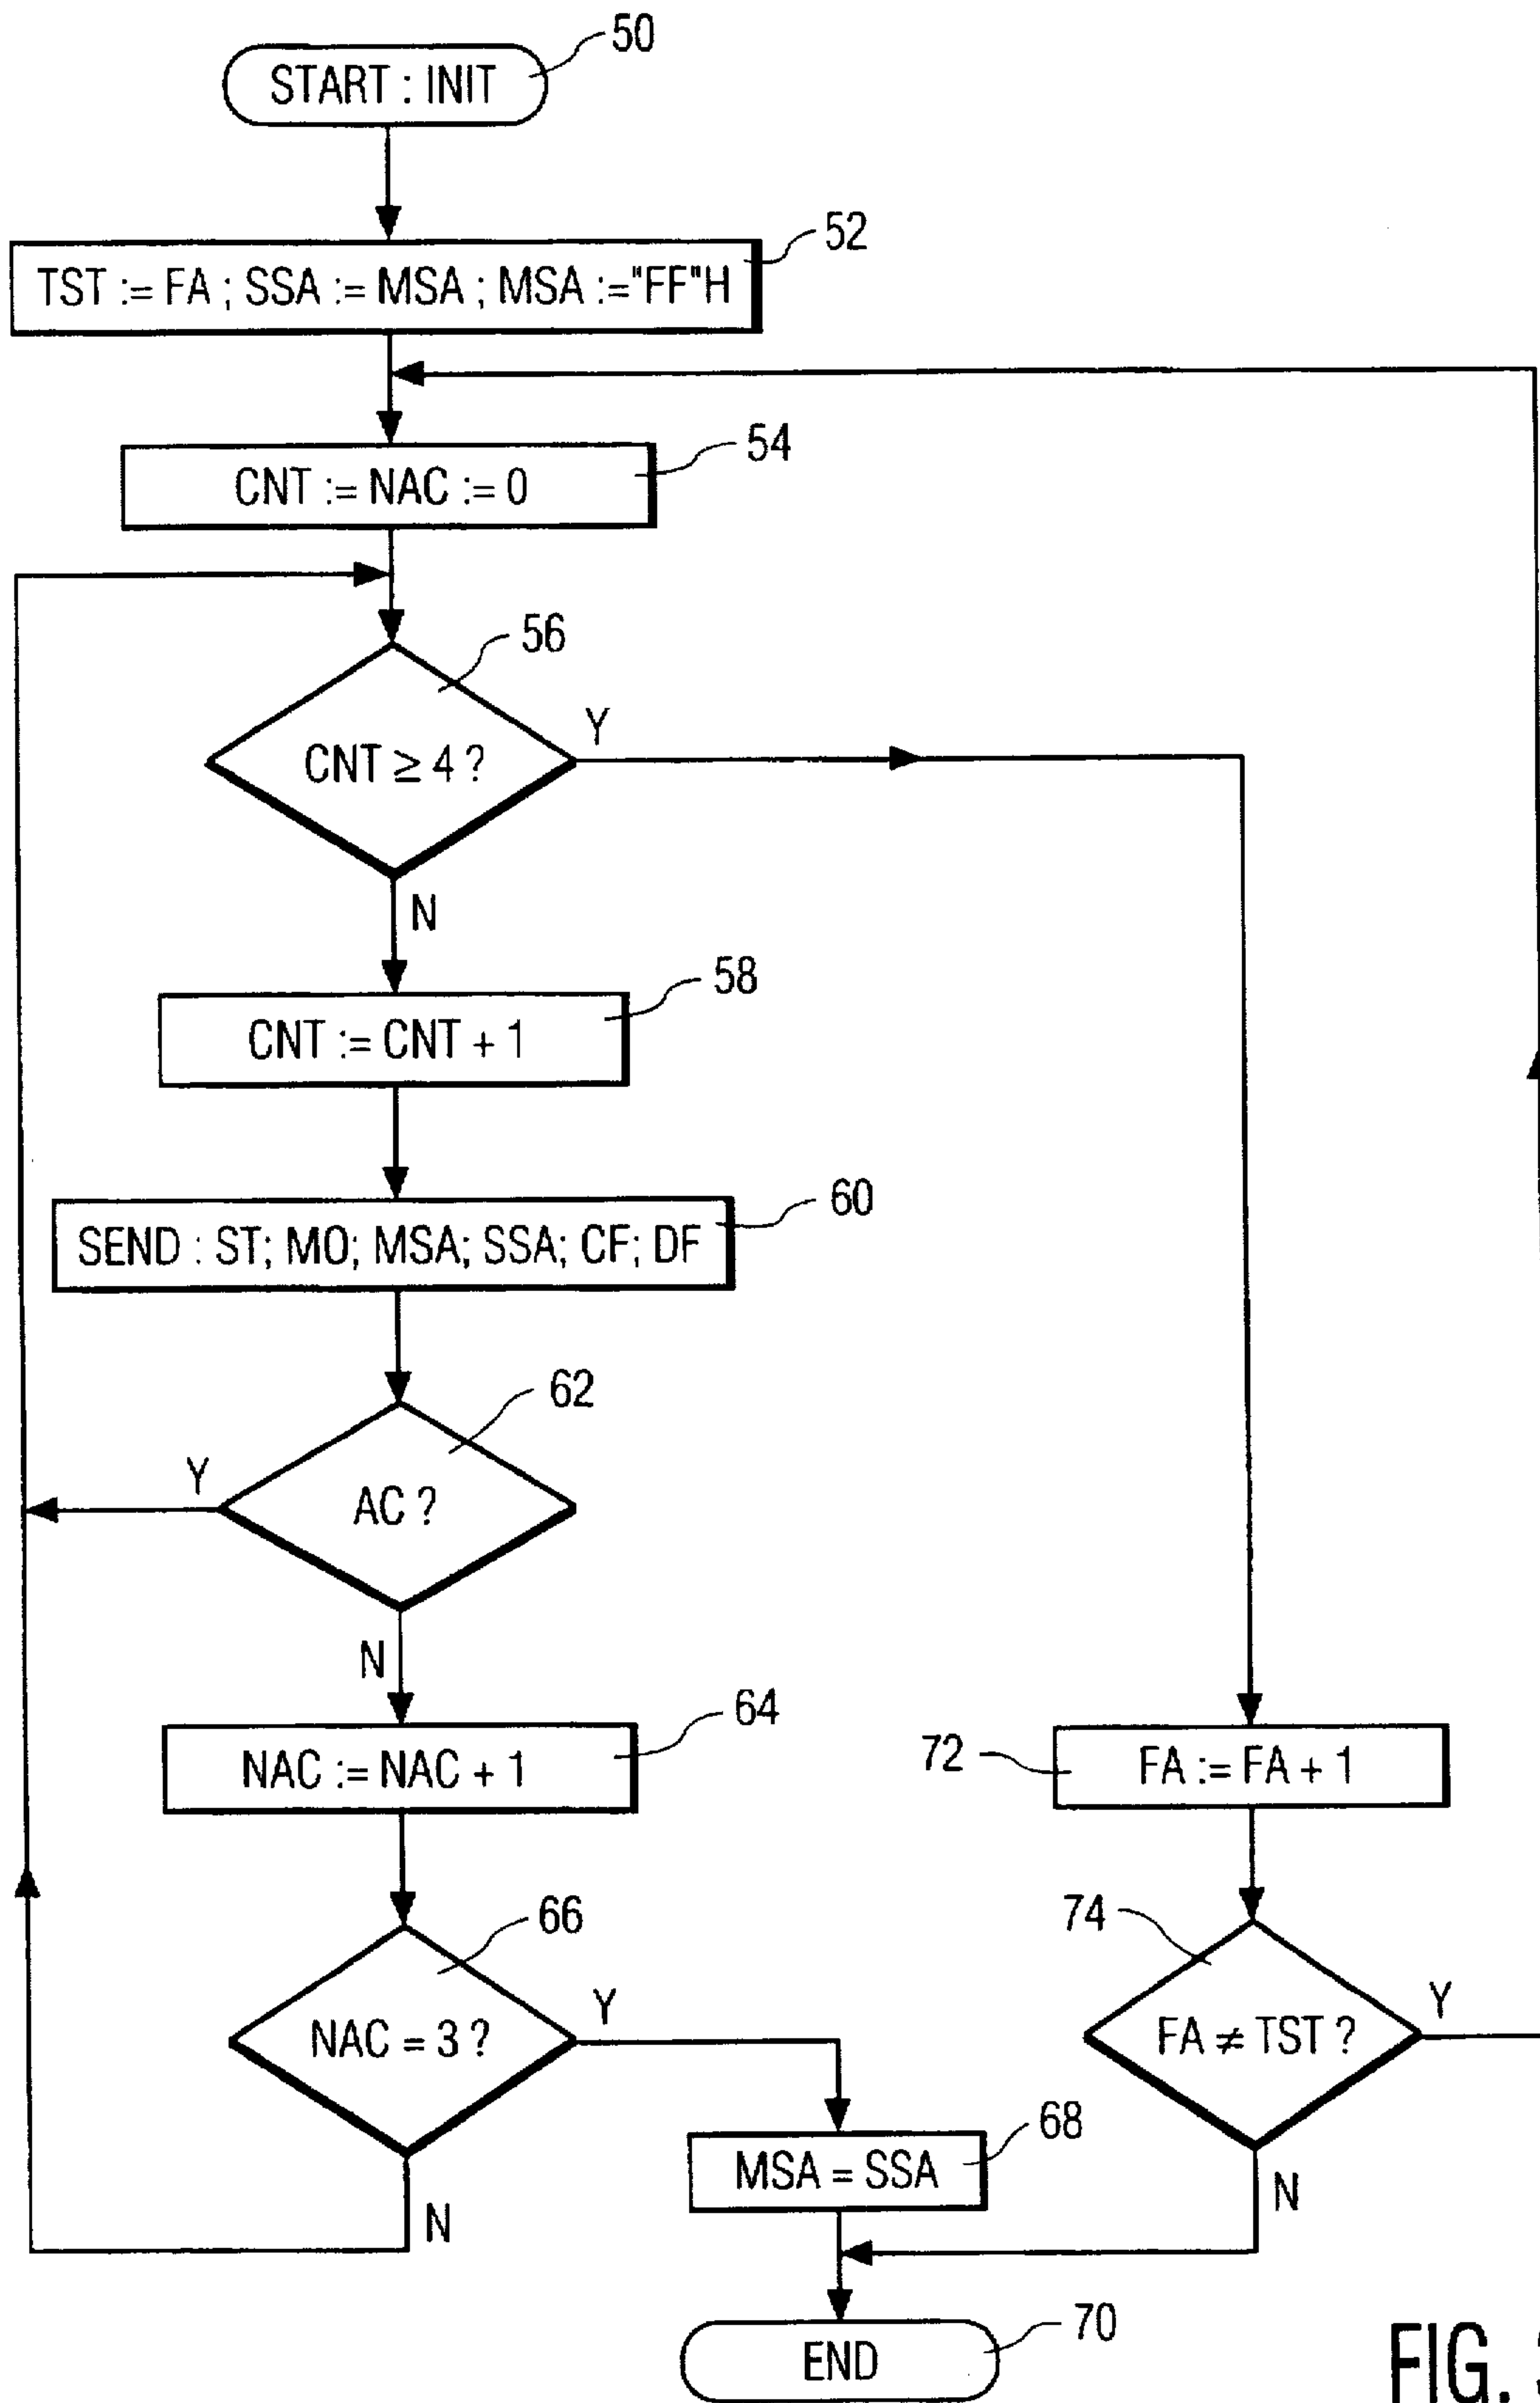 50
START : INIT
52
TST := FA ; SSA := MSA ; MSA :="FF"H
54
CNT := NAC := 0
56
CNT ≥ 4 ?
Y
N
58
CNT := CNT + 1
60
SEND : ST; MO; MSA; SSA; CF; DF
62
AC ?
Y
N
64
NAC := NAC + 1
72
FA := FA + 1
66
NAC = 3 ?
Y
N
74
FA ≠ TST ?
Y
N
68
MSA = SSA
70
END
FIG.